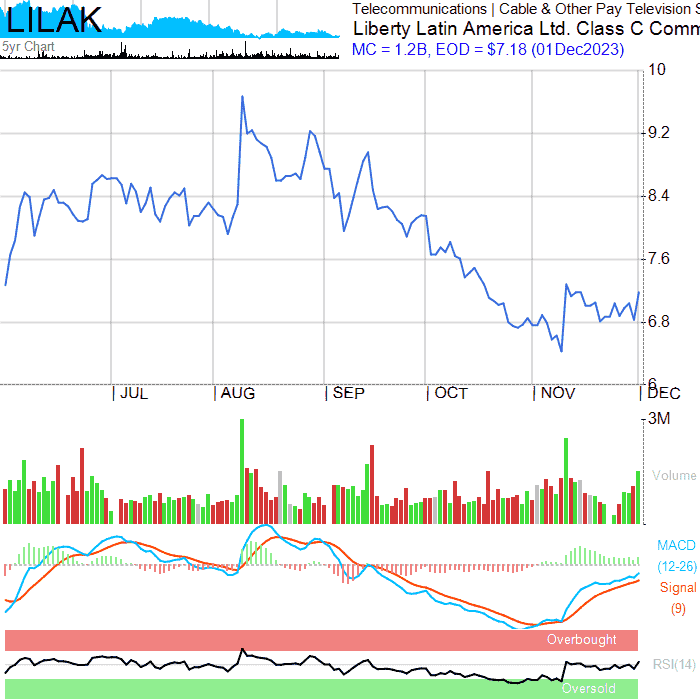 LILAK
5yr Chart
Telecommunications | Cable & Other Pay Television S
Liberty Latin America Ltd. Class C Comm
MC = 1.2B, EOD = $7.18 (01Dec2023)
10
9.2
8.4
7.6
6.8
6
JUL
AUG
SEP
OCT
NOV
DEC
3M
Volume
MACD
(12-26)
Signal
(9)
Overbought
RSI(14)
Oversold